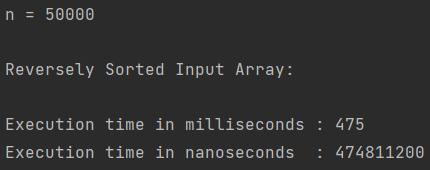 n = 50000
Reversely Sorted Input Array:
Execution time in milliseconds : 475
Execution time in nanoseconds  : 474811200